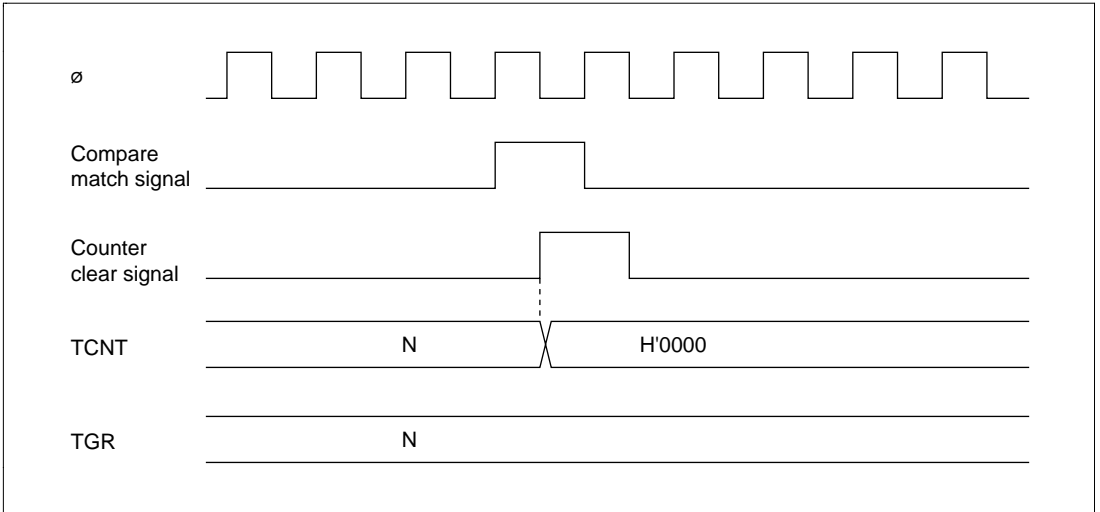 ø
Compare
match signal
Counter
clear signal
TCNT N H'0000
TGR N